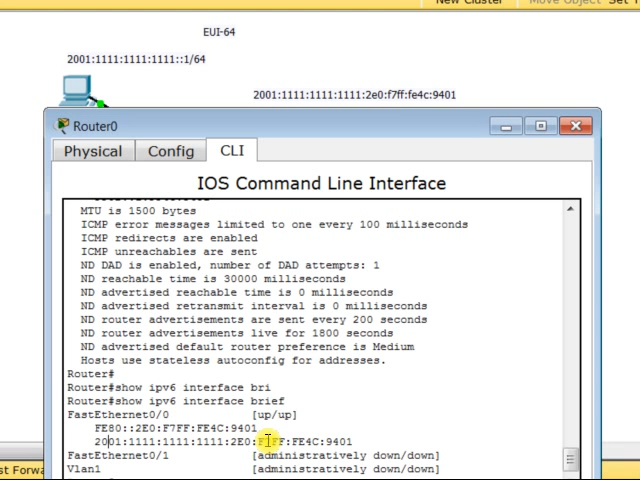 New Cluster
Move Object
Set T
EUI-64
2001:1111:1111:1111::1/64
2001:1111:1111:1111:2e0:f7ff:fe4c:9401
Router0
Physical Config CLI
IOS Command Line Interface
MTU is 1500 bytes
ICMP error messages limited to one every 100 milliseconds
ICMP redirects are enabled
ICMP unreachables are sent
ND DAD is enabled, number of DAD attempts: 1
ND reachable time is 30000 milliseconds
ND advertised reachable time is 0 milliseconds
ND advertised retransmit interval is 0 milliseconds
ND router advertisements are sent every 200 seconds
ND router advertisements live for 1800 seconds
ND advertised default router preference is Medium
Hosts use stateless autoconfig for addresses.
Router#
Router#show ipv6 interface bri
Router#show ipv6 interface brief
FastEthernet0/0 [up/up]
FE80::2E0:F7FF:FE4C:9401
2001:1111:1111:1111:2E0:F7FF:FE4C:9401
FastEthernet0/1 [administratively down/down]
Vlan1 [administratively down/down]
st Forwa